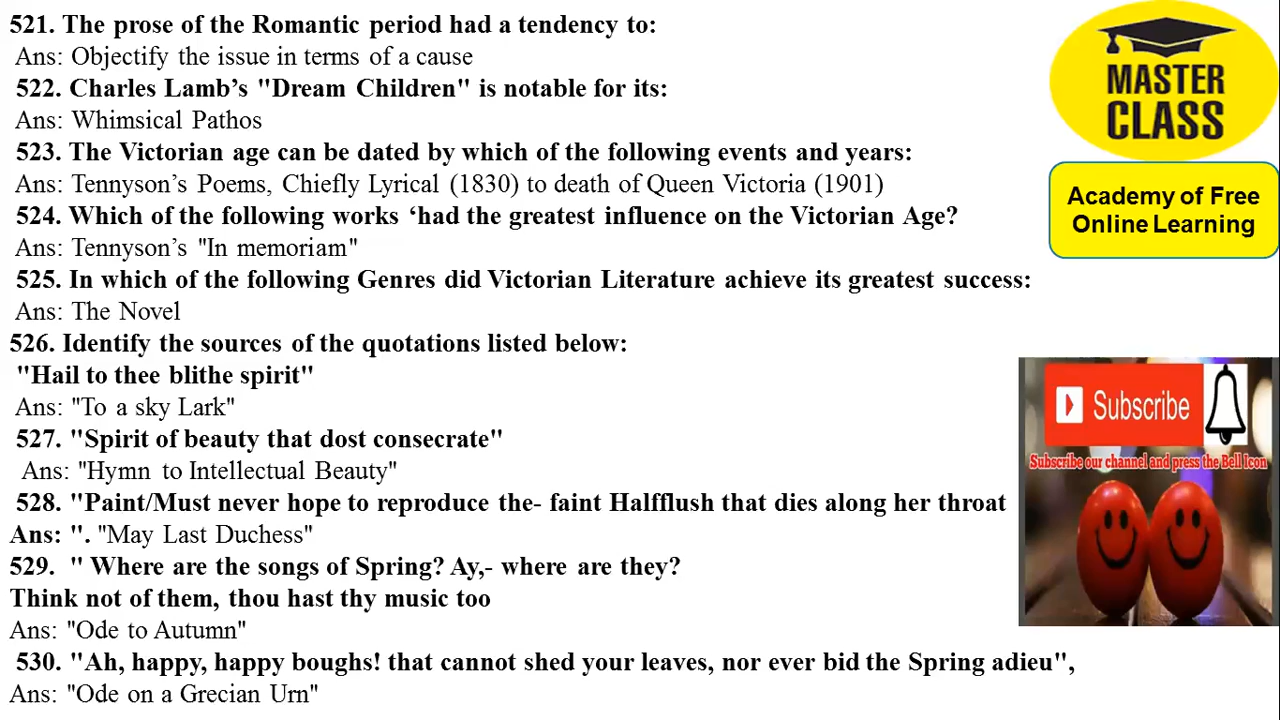 521. The prose of the Romantic period had a tendency to:
Ans: Objectify the issue in terms of a cause
522. Charles Lamb’s "Dream Children" is notable for its:
Ans: Whimsical Pathos
523. The Victorian age can be dated by which of the following events and years:
Ans: Tennyson’s Poems, Chiefly Lyrical (1830) to death of Queen Victoria (1901)
524. Which of the following works ‘had the greatest influence on the Victorian Age?
Ans: Tennyson’s "In memoriam"
525. In which of the following Genres did Victorian Literature achieve its greatest success:
Ans: The Novel
526. Identify the sources of the quotations listed below:
"Hail to thee blithe spirit"
Ans: "To a sky Lark"
527. "Spirit of beauty that dost consecrate"
Ans: "Hymn to Intellectual Beauty"
528. "Paint/Must never hope to reproduce the- faint Halfflush that dies along her throat
Ans: ". "May Last Duchess"
529. " Where are the songs of Spring? Ay,- where are they?
Think not of them, thou hast thy music too
Ans: "Ode to Autumn"
530. "Ah, happy, happy boughs! that cannot shed your leaves, nor ever bid the Spring adieu",
Ans: "Ode on a Grecian Urn"
MASTER
CLASS
Academy of Free
Online Learning
Subscribe
Subscribe our channel and press the Bell Icon